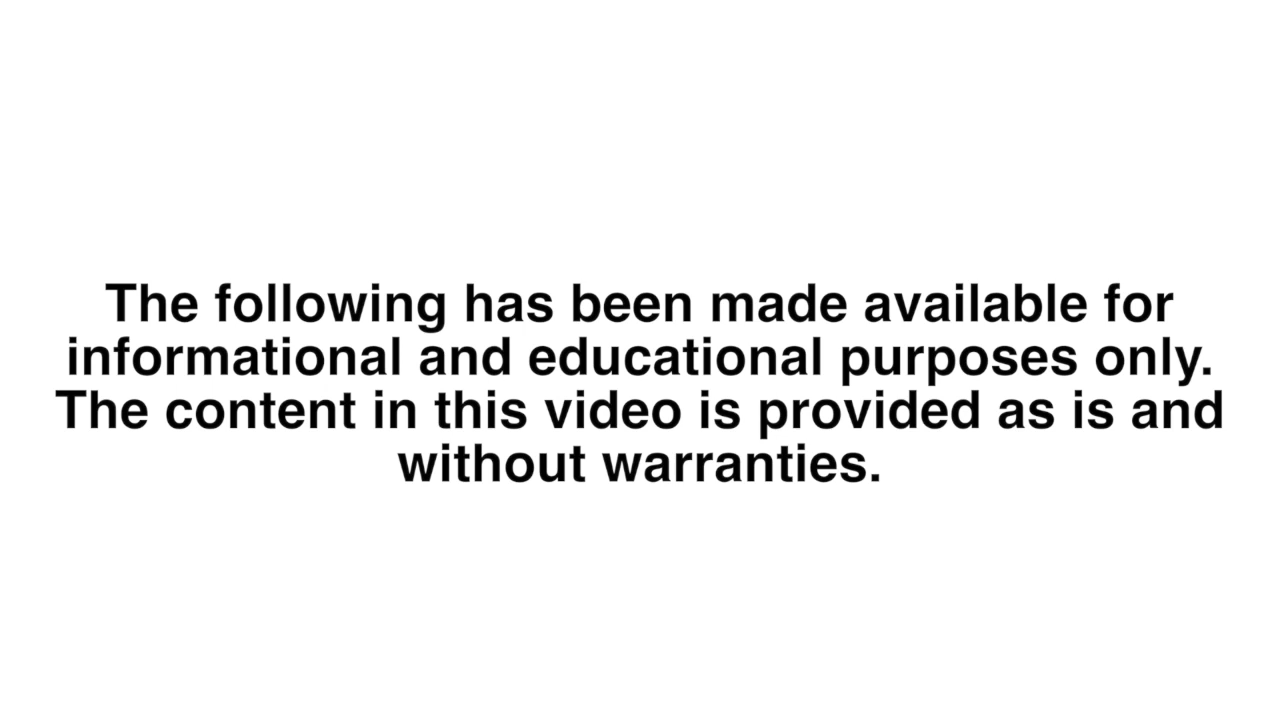 The following has been made available for
informational and educational purposes only.
The content in this video is provided as is and
without warranties.